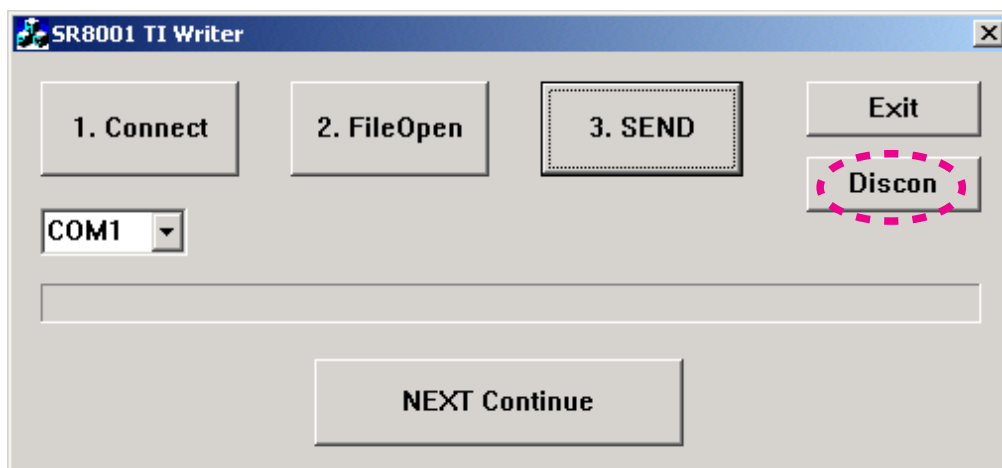 SR8001 TI Writer
1. Connect
2. FileOpen
3. SEND
Exit
Discon
COM1
NEXT Continue